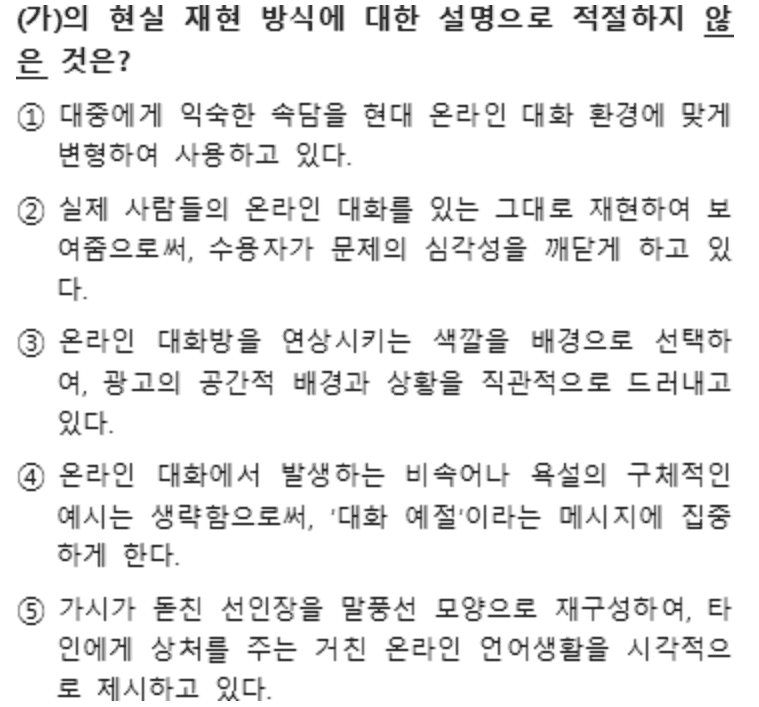 (가)의 현실 재현 방식에 대한 설명으로 적절하지 않
은 것은?
① 대중에게 익숙한 속담을 현대 온라인 대화 환경에 맞게
변형하여 사용하고 있다.
② 실제 사람들의 온라인 대화를 있는 그대로 재현하여 보
여줌으로써, 수용자가 문제의 심각성을 깨닫게 하고 있
다.
③ 온라인 대화방을 연상시키는 색깔을 배경으로 선택하
여, 광고의 공간적 배경과 상황을 직관적으로 드러내고
있다.
④ 온라인 대화에서 발생하는 비속어나 욕설의 구체적인
예시는 생략함으로써, '대화 예절'이라는 메시지에 집중
하게 한다.
⑤ 가시가 돋친 선인장을 말풍선 모양으로 재구성하여, 타
인에게 상처를 주는 거친 온라인 언어생활을 시각적으
로 제시하고 있다.